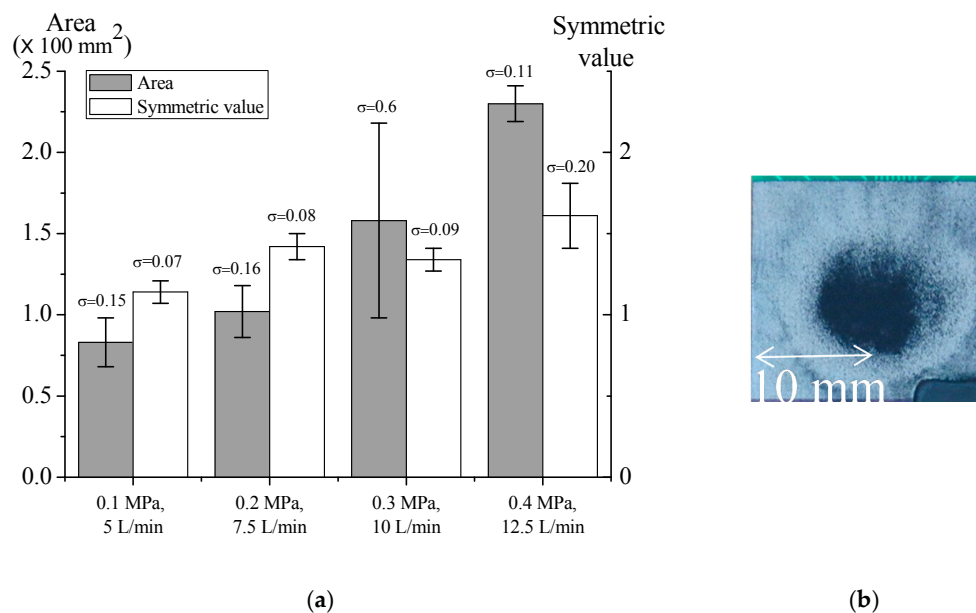 Area
(x 100 mm²)
Symmetric
value
2.5
2.0
1.5
1.0
0.5
0.0
Area
Symmetric value
σ=0.15
σ=0.07
σ=0.16
σ=0.08
σ=0.6
σ=0.09
σ=0.11
σ=0.20
2
1
0
0.1 MPa,
5 L/min
0.2 MPa,
7.5 L/min
0.3 MPa,
10 L/min
0.4 MPa,
12.5 L/min
10 mm
(a)
(b)